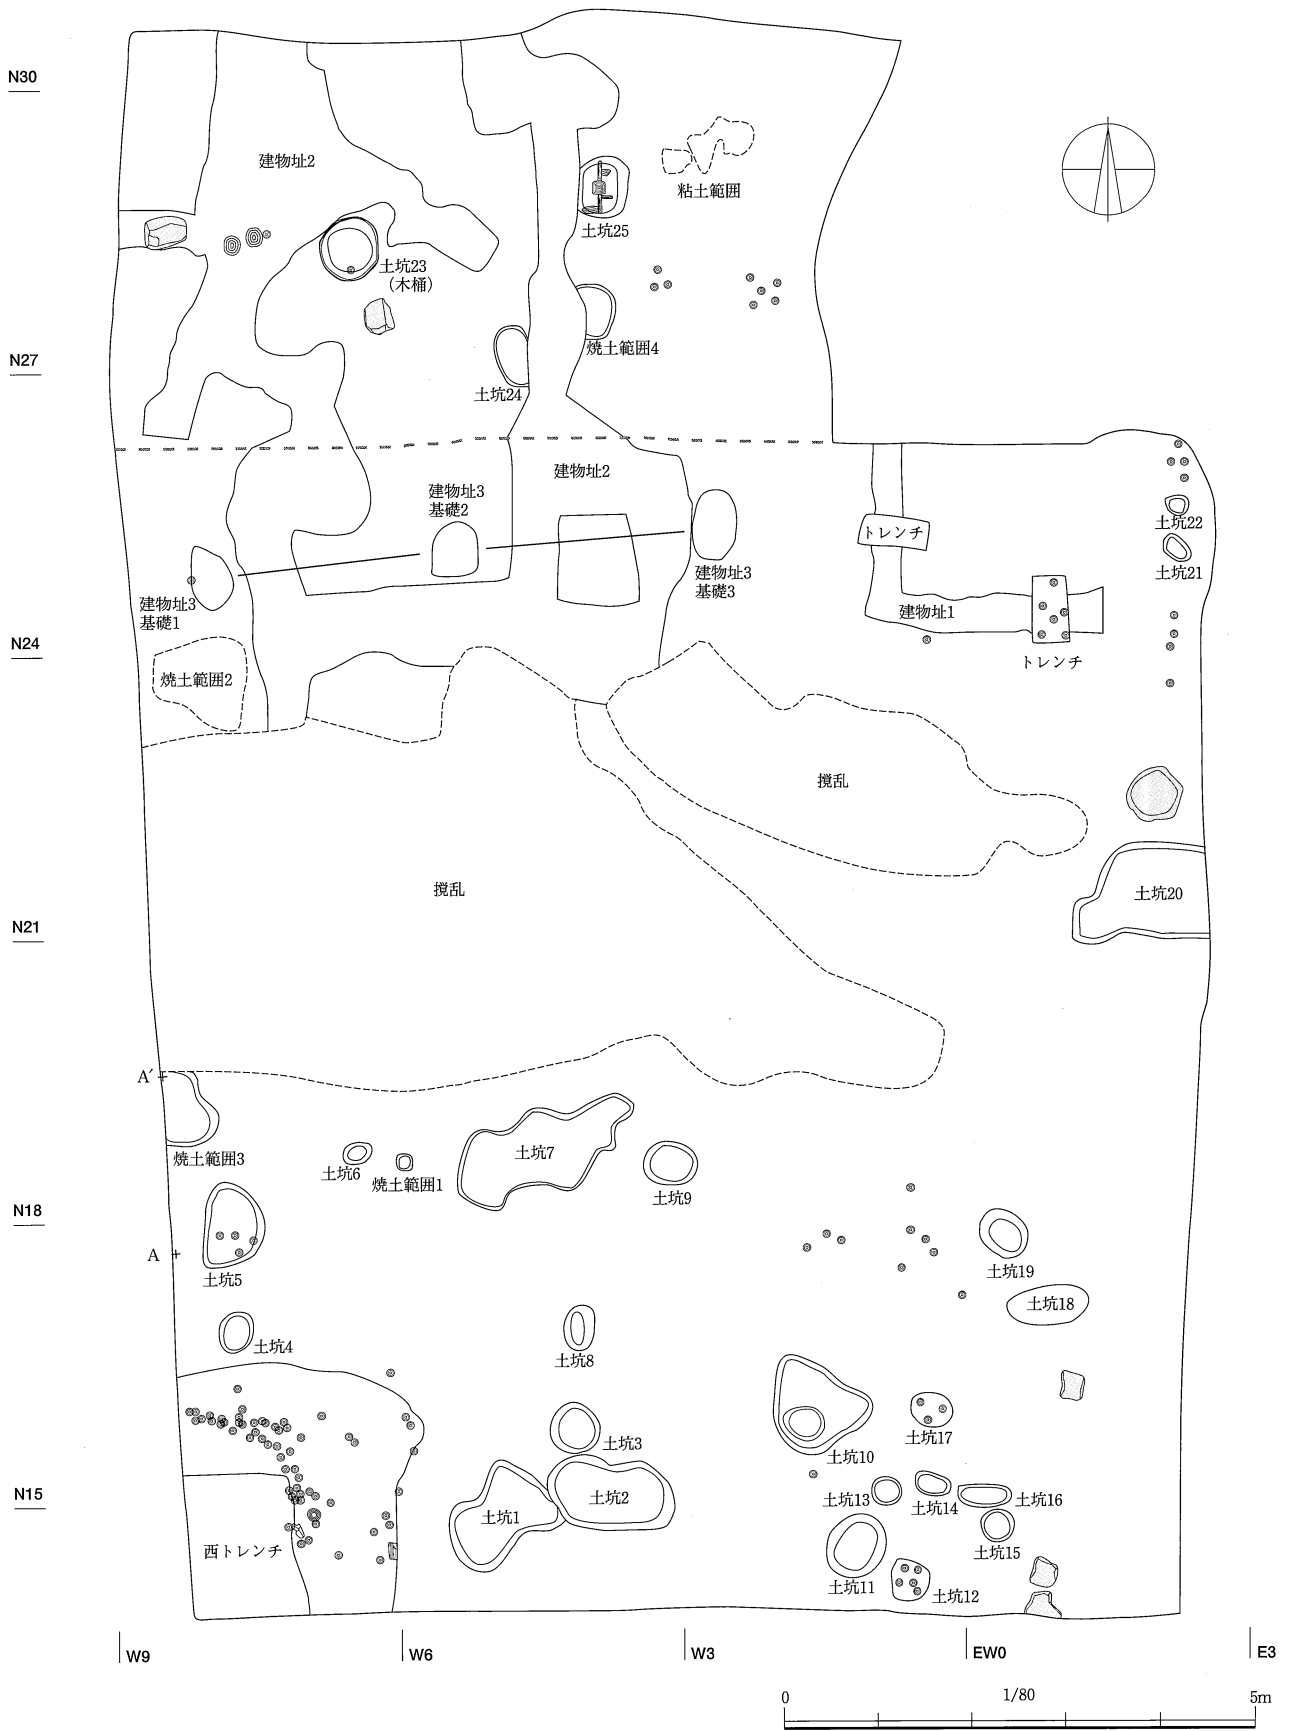 N30
建物址2
粘土範囲
土坑25
土坑23
（木桶）
焼土範囲4
N27
土坑24
建物址2
建物址3
基礎2
トレンチ
土坑22
土坑21
建物址3
基礎3
建物址3
基礎1
建物址1
N24
トレンチ
焼土範囲2
撹乱
撹乱
土坑20
N21
A´
焼土範囲3
土坑6
焼土範囲1
土坑7
土坑9
N18
A
土坑5
土坑19
土坑18
土坑4
土坑8
土坑3
土坑10
土坑17
N15
土坑1
土坑2
土坑13
土坑14
土坑16
土坑15
西トレンチ
土坑11
土坑12
W9
W6
W3
EW0
E3
0
1/80
5m